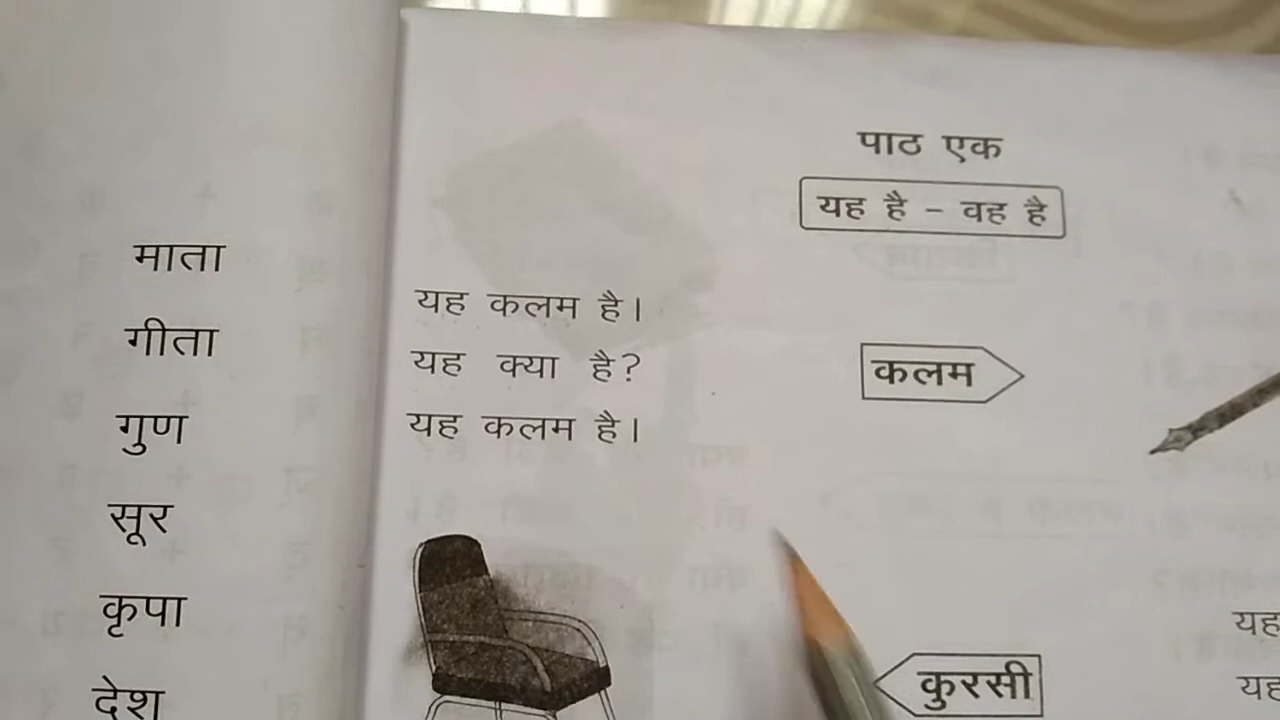 माता
गीता
गुण
सूर
कृपा
देश
पाठ एक
यह है - वह है
यह कलम है।
यह क्या है?
यह कलम है।
कलम
कुरसी
यह
यह